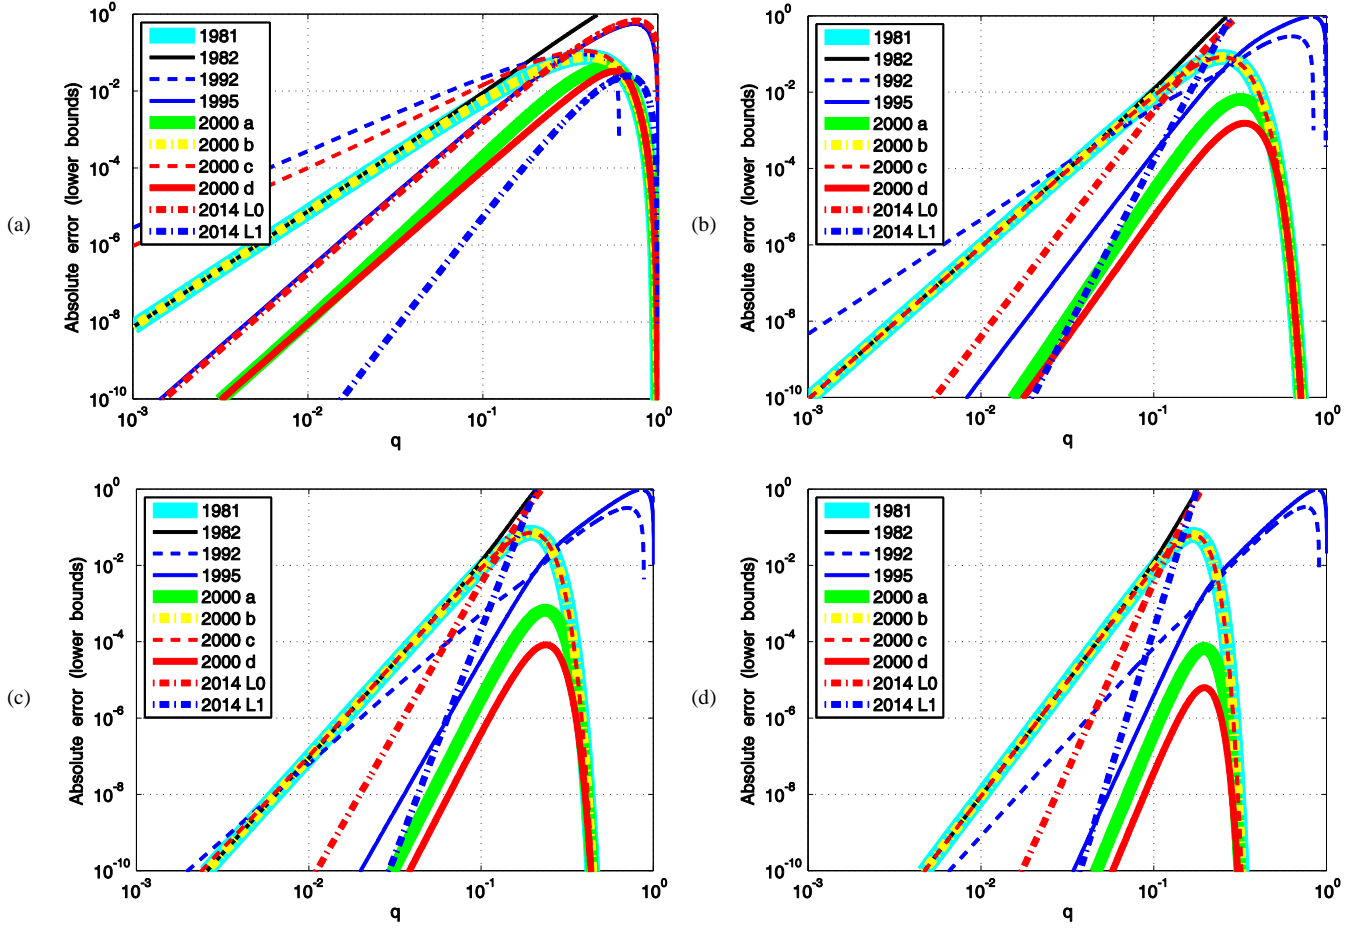 (a)
Absolute error (lower bounds)
10^0
10^-2
10^-4
10^-6
10^-8
10^-10
1981
1982
1992
1995
2000 a
2000 b
2000 c
2000 d
2014 L0
2014 L1
10^-3
10^-2
10^-1
10^0
q
(b)
Absolute error (lower bounds)
10^0
10^-2
10^-4
10^-6
10^-8
10^-10
1981
1982
1992
1995
2000 a
2000 b
2000 c
2000 d
2014 L0
2014 L1
10^-3
10^-2
10^-1
10^0
q
(c)
Absolute error (lower bounds)
10^0
10^-2
10^-4
10^-6
10^-8
10^-10
1981
1982
1992
1995
2000 a
2000 b
2000 c
2000 d
2014 L0
2014 L1
10^-3
10^-2
10^-1
10^0
q
(d)
Absolute error (lower bounds)
10^0
10^-2
10^-4
10^-6
10^-8
10^-10
1981
1982
1992
1995
2000 a
2000 b
2000 c
2000 d
2014 L0
2014 L1
10^-3
10^-2
10^-1
10^0
q